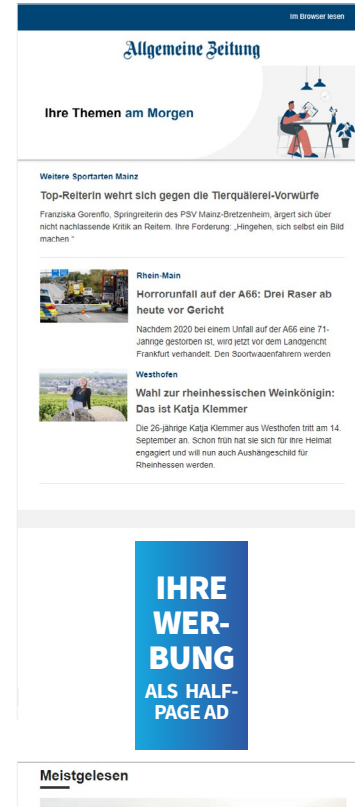 Im Browser lesen
Allgemeine Zeitung
Ihre Themen am Morgen
Weitere Sportarten Mainz
Top-Reiterin wehrt sich gegen die Tierquälerei-Vorwürfe
Franziska Gorenflo, Springreiterin des PSV Mainz-Bretzenheim, ärgert sich über
nicht nachlassende Kritik an Reitern. Ihre Forderung: „Hingehen, sich selbst ein Bild
machen.“
Rhein-Main
Horrorunfall auf der A66: Drei Raser ab
heute vor Gericht
Nachdem 2020 bei einem Unfall auf der A66 eine 71-
Jährige gestorben ist, wird jetzt vor dem Landgericht
Frankfurt verhandelt. Den Sportwagenfahrern werden
Westhofen
Wahl zur rheinhessischen Weinkönigin:
Das ist Katja Klemmer
Die 26-jährige Katja Klemmer aus Westhofen tritt am 14.
September an. Schon früh hat sie sich für ihre Heimat
engagiert und will nun auch Aushängeschild für
Rheinhessen werden.
IHRE
WER-
BUNG
ALS HALF-
PAGE AD
Meistgelesen